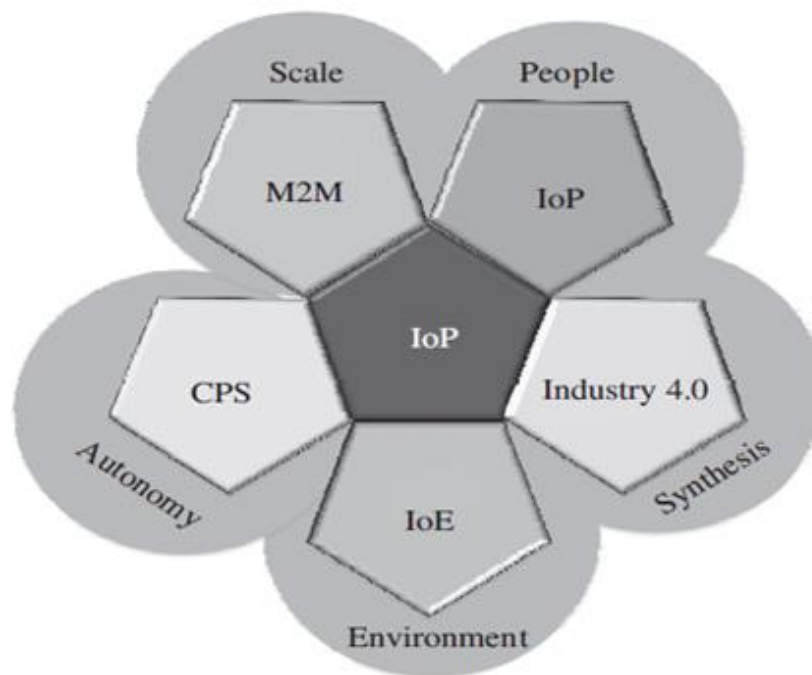 Scale
People
M2M
IoP
IoP
CPS
Industry 4.0
Autonomy
Synthesis
IoE
Environment